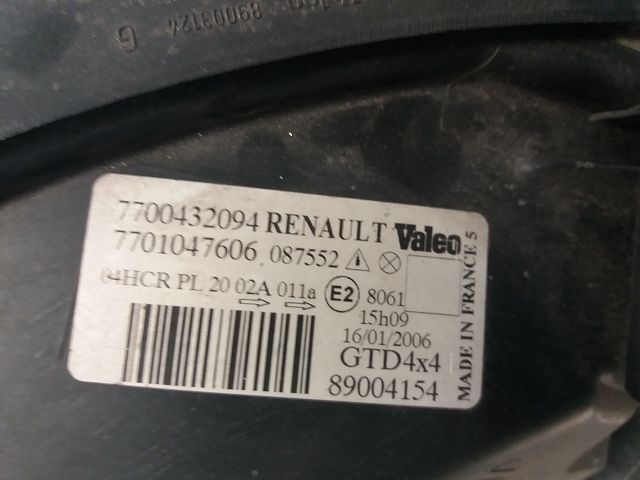 89003124
G
7700432094 RENAULT Valeo
7701047606 087552
04HCR PL 20 02A 011a E2 8061
15h09
16/01/2006
GTD4x4
89004154
MADE IN FRANCE 5